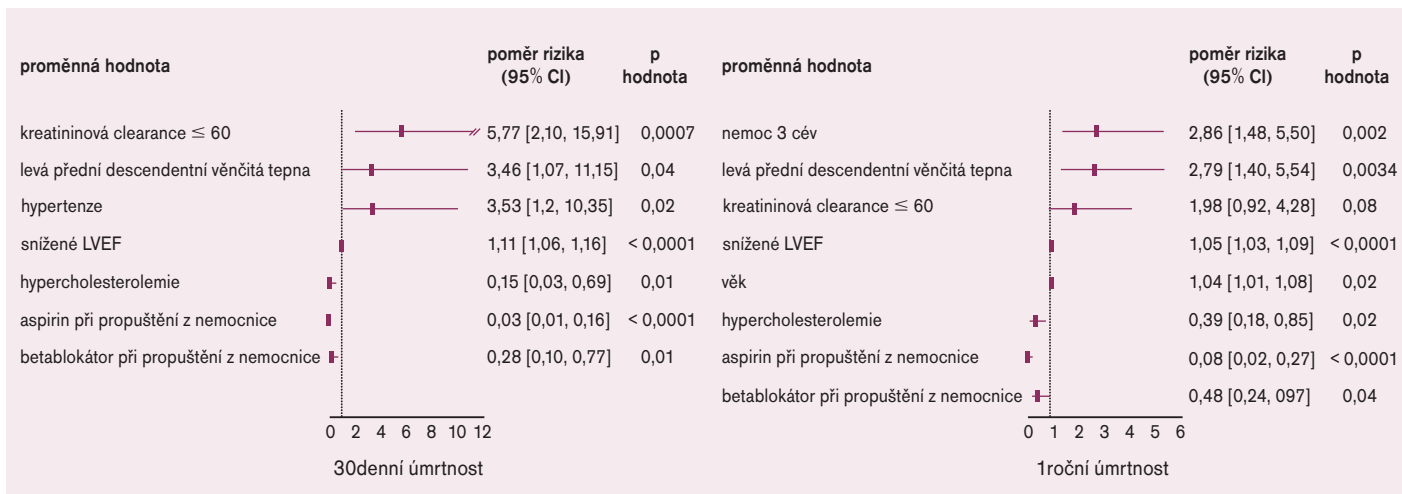 proměnná hodnota poměr rizika (95% CI) p hodnota
kreatininová clearance ≤ 60 5,77 [2,10, 15,91] 0,0007
levá přední descendentní věnčitá tepna 3,46 [1,07, 11,15] 0,04
hypertenze 3,53 [1,2, 10,35] 0,02
snížené LVEF 1,11 [1,06, 1,16] < 0,0001
hypercholesterolemie 0,15 [0,03, 0,69] 0,01
aspirin při propuštění z nemocnice 0,03 [0,01, 0,16] < 0,0001
betablokátor při propuštění z nemocnice 0,28 [0,10, 0,77] 0,01
0 2 4 6 8 10 12
30denní úmrtnost
proměnná hodnota poměr rizika (95% CI) p hodnota
nemoc 3 cév 2,86 [1,48, 5,50] 0,002
levá přední descendentní věnčitá tepna 2,79 [1,40, 5,54] 0,0034
kreatininová clearance ≤ 60 1,98 [0,92, 4,28] 0,08
snížené LVEF 1,05 [1,03, 1,09] < 0,0001
věk 1,04 [1,01, 1,08] 0,02
hypercholesterolemie 0,39 [0,18, 0,85] 0,02
aspirin při propuštění z nemocnice 0,08 [0,02, 0,27] < 0,0001
betablokátor při propuštění z nemocnice 0,48 [0,24, 097] 0,04
0 1 2 3 4 5 6
1roční úmrtnost